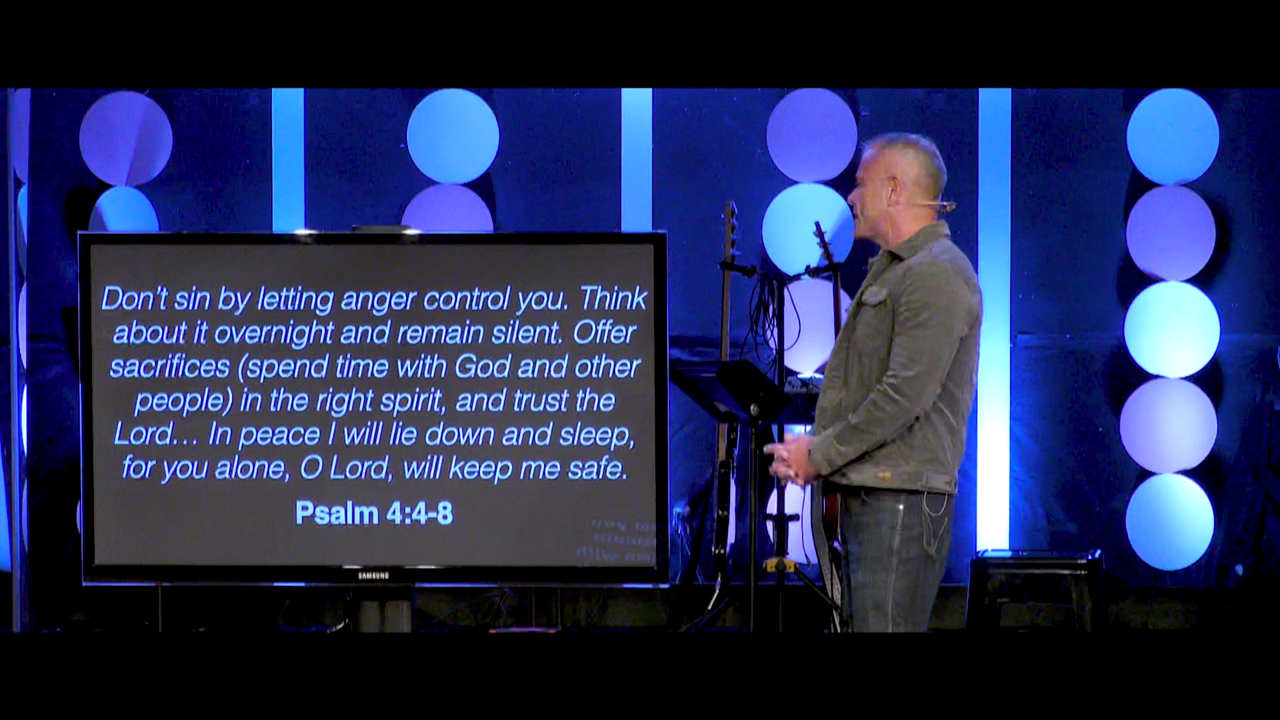 Don't sin by letting anger control you. Think
about it overnight and remain silent. Offer
sacrifices (spend time with God and other
people) in the right spirit, and trust the
Lord... In peace I will lie down and sleep,
for you alone, O Lord, will keep me safe.
Psalm 4:4-8
SAMSUNG